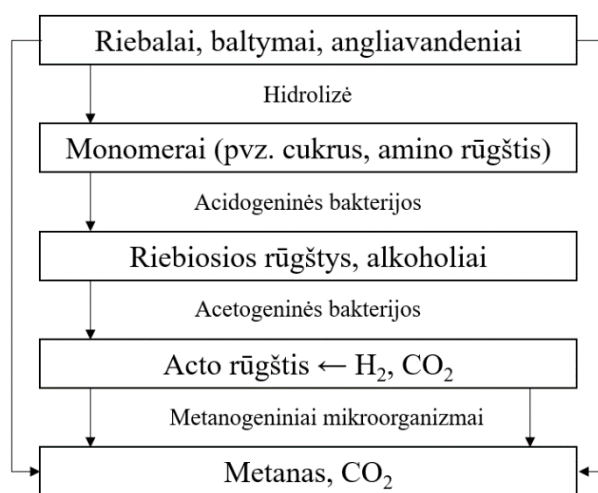 Riebalai, baltymai, angliavandeniai
Hidrolizė
Monomerai (pvz. cukrus, amino rūgštis)
Acidogeninės bakterijos
Riebiosios rūgštys, alkoholiai
Acetogeninės bakterijos
Acto rūgštis ← H₂, CO₂
Metanogeniniai mikroorganizmai
Metanas, CO₂